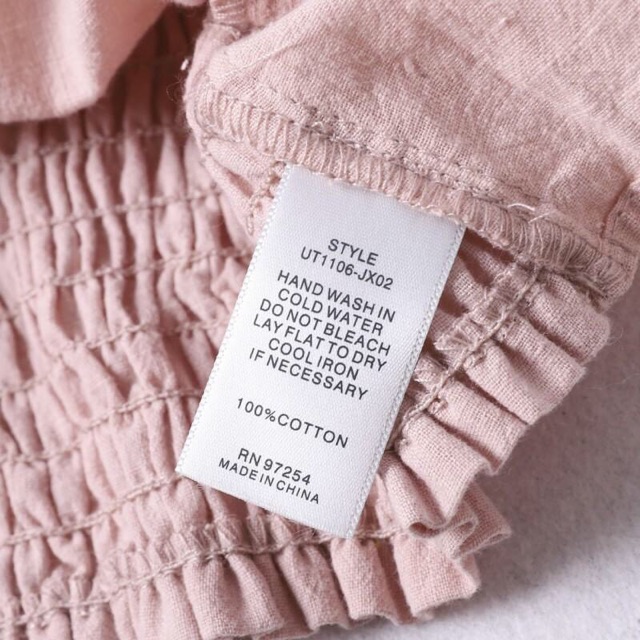 STYLE
UT1106-JX02
HAND WASH IN
COLD WATER
DO NOT BLEACH
LAY FLAT TO DRY
COOL IRON
IF NECESSARY
100%COTTON
RN 97254
MADE IN CHINA